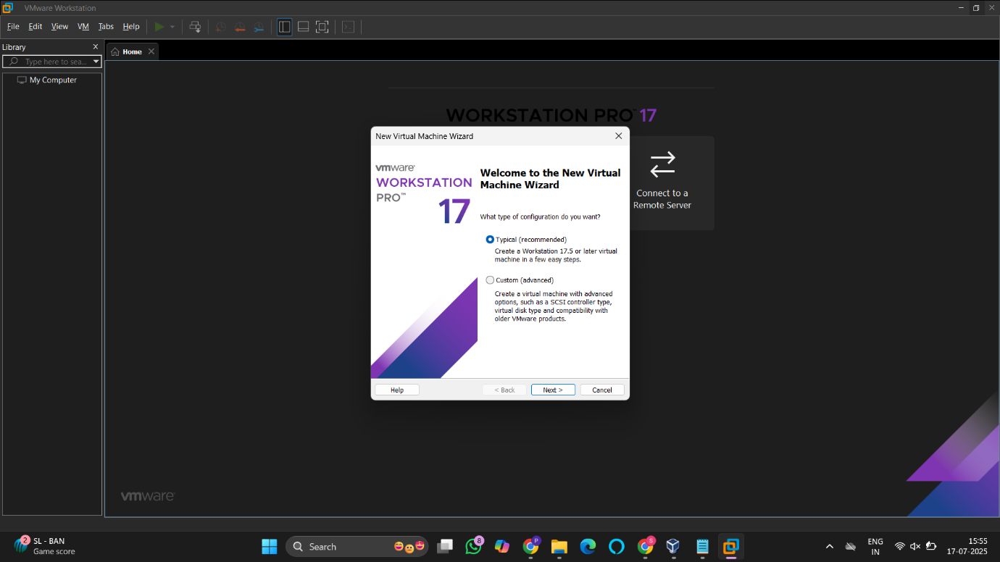 VMware Workstation
File Edit View VM Tabs Help
Library
Type here to sea...
My Computer
Home
WORKSTATION PRO™ 17
Connect to a
Remote Server
New Virtual Machine Wizard
vmware®
WORKSTATION
PRO™
17
Welcome to the New Virtual
Machine Wizard
What type of configuration do you want?
Typical (recommended)
Create a Workstation 17.5 or later virtual
machine in a few easy steps.
Custom (advanced)
Create a virtual machine with advanced
options, such as a SCSI controller type,
virtual disk type and compatibility with
older VMware products.
Help < Back Next > Cancel
vmware®
2
SL - BAN
Game score
Search
8
P
S
ENG
IN
15:55
17-07-2025